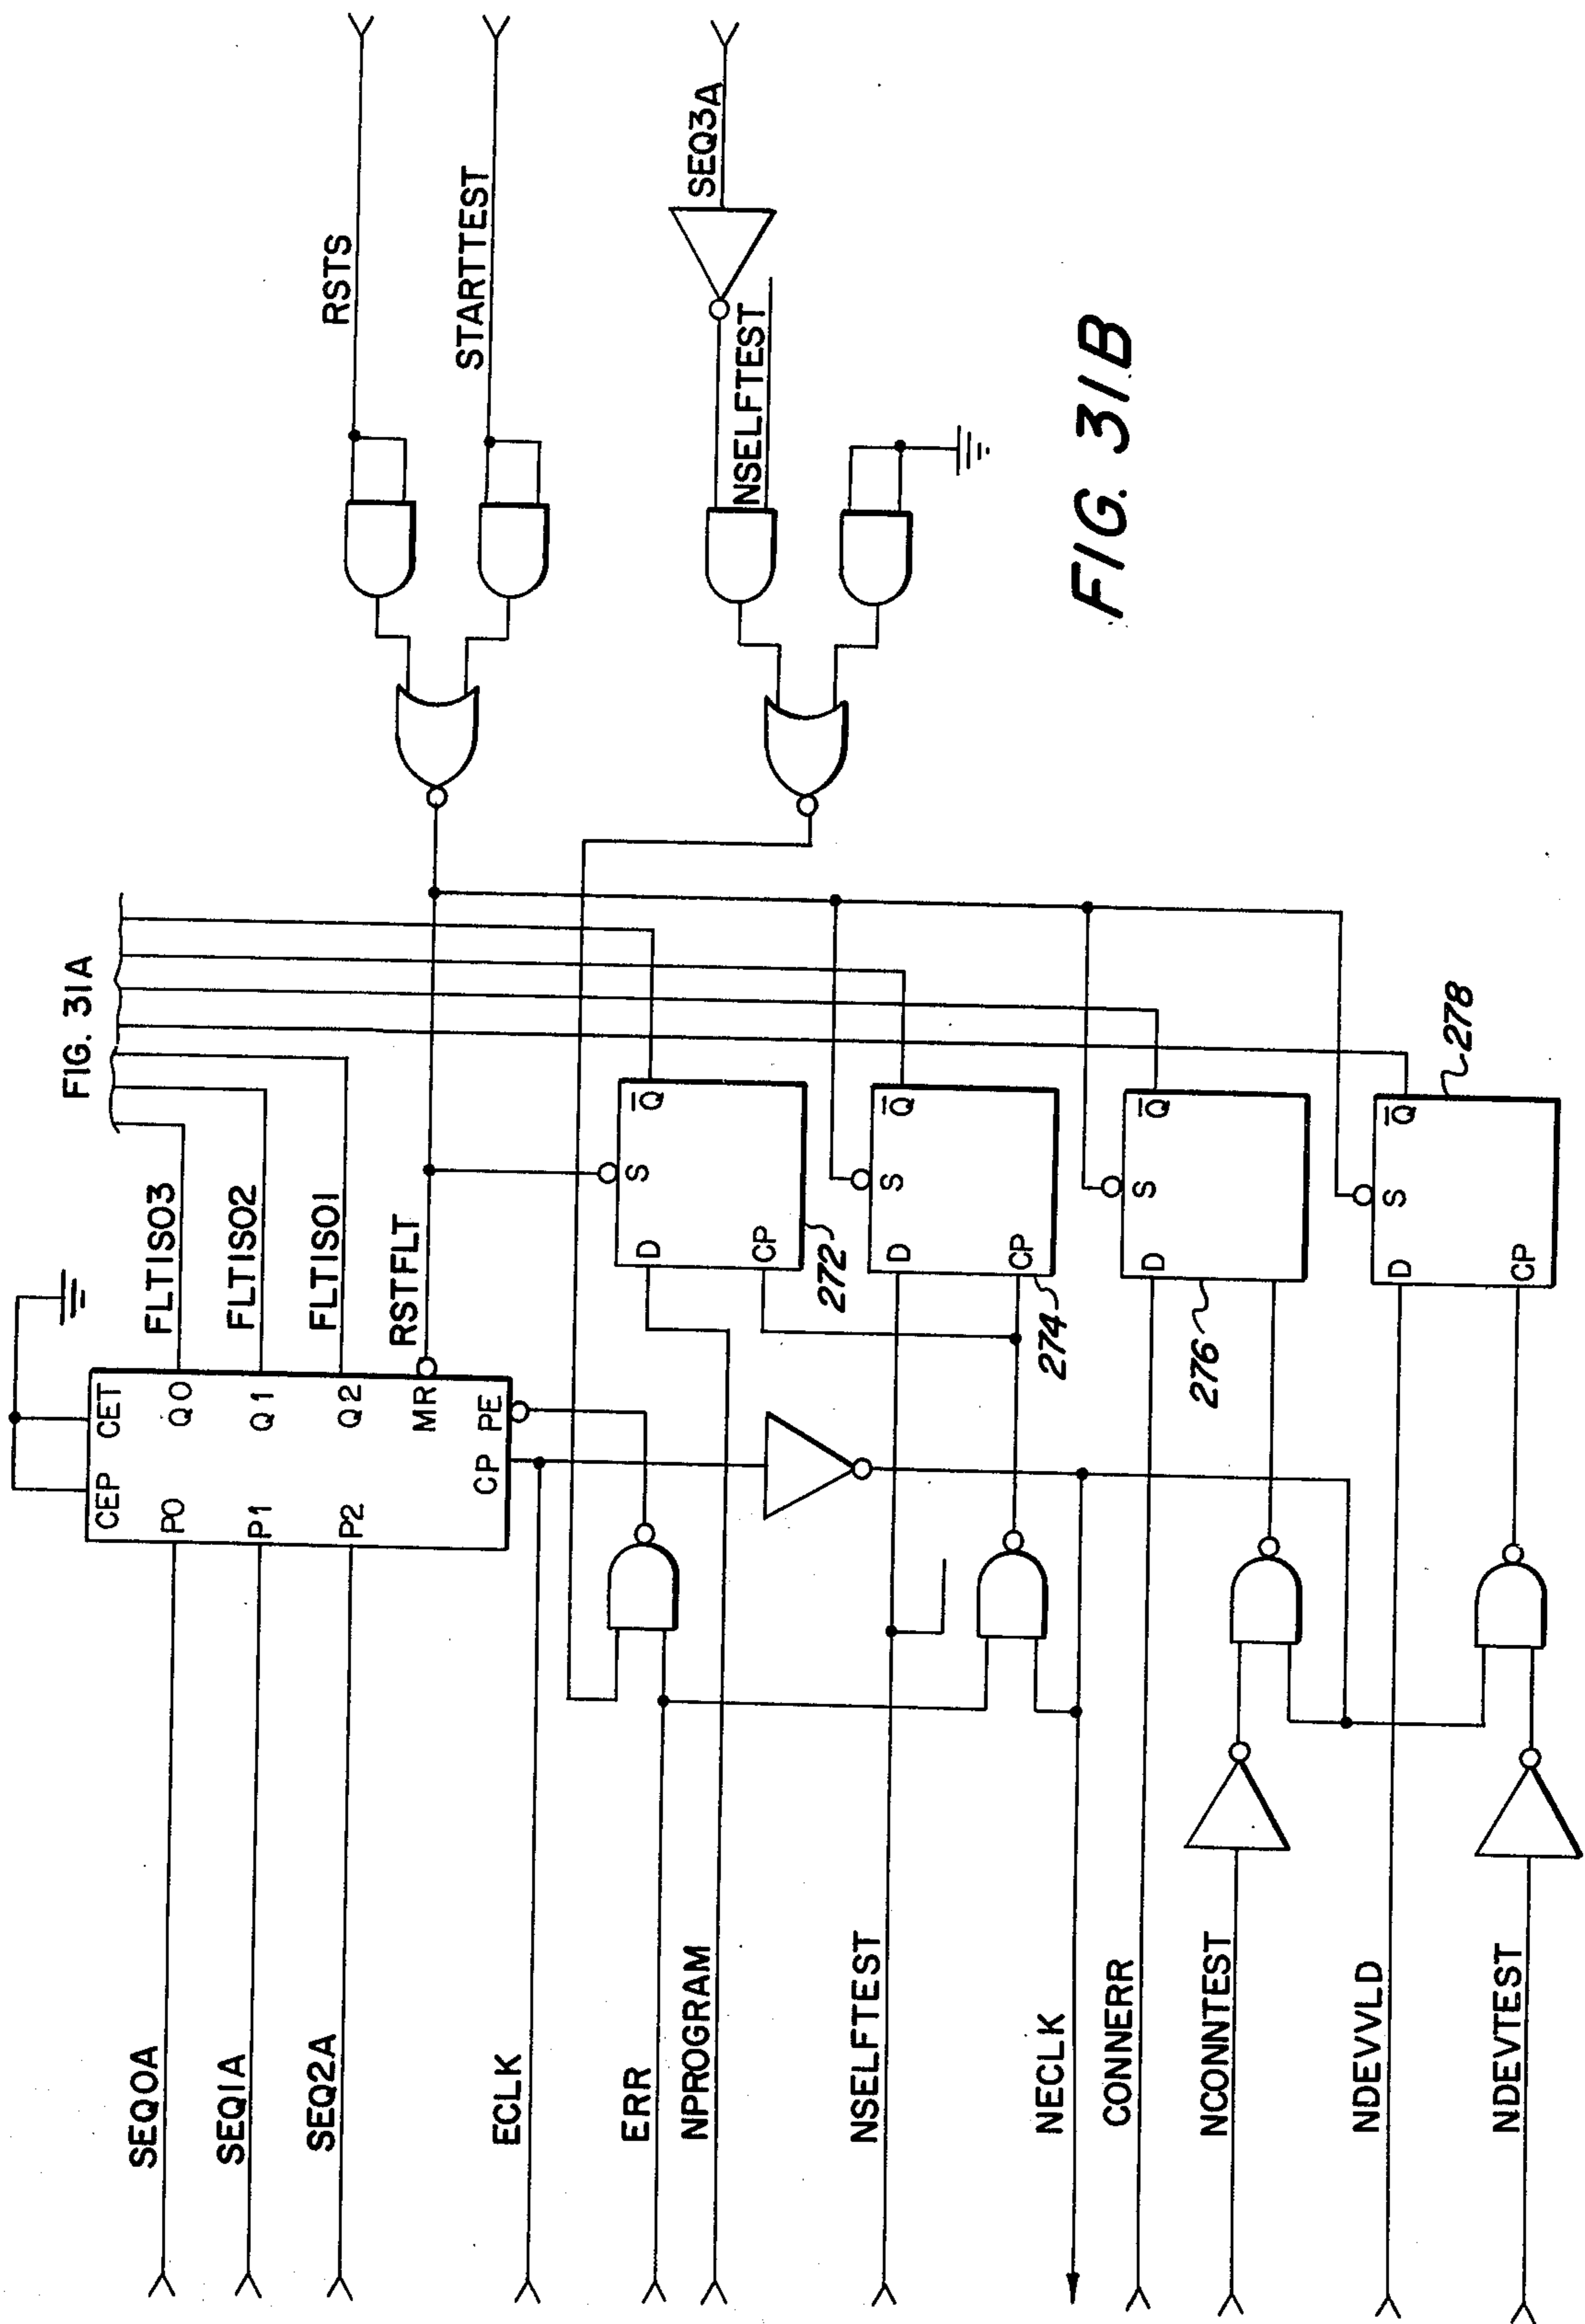 FIG. 31A
RSTS
STARTTEST
SEQ3A
NSELFTEST
FLTISO3
FLTISO2
FLTISO1
RSTFLT
CEP
CET
P0
Q0
P1
Q1
P2
Q2
MR
CP
PE
D
S
Q̅
CP
272
D
S
Q̅
CP
274
D
S
Q̅
276
D
S
Q̅
CP
278
SEQ0A
SEQ1A
SEQ2A
ECLK
ERR
NPROGRAM
NSELFTEST
NECLK
CONNERR
NCONNTEST
NDEVVLD
NDEVTEST
FIG. 31B